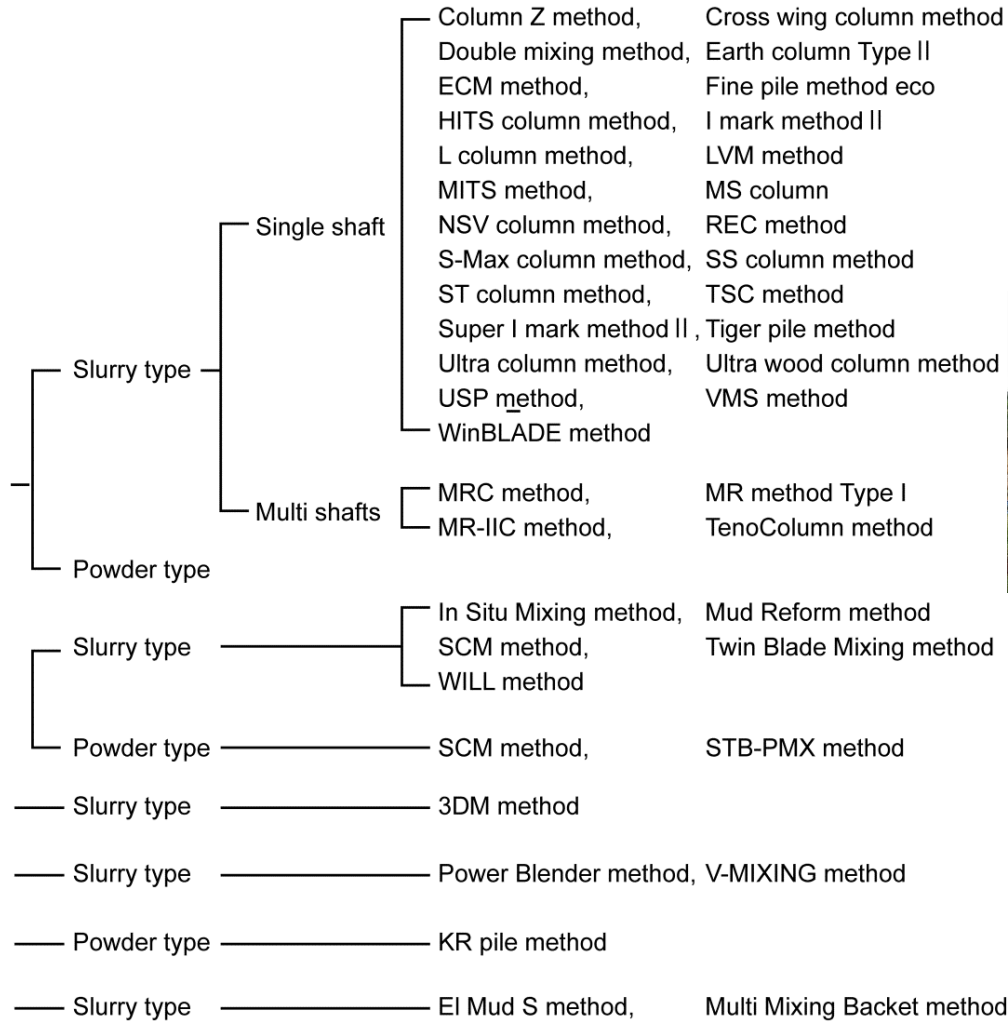 Column Z method, Cross wing column method
Double mixing method, Earth column Type II
ECM method, Fine pile method eco
HITS column method, I mark method II
L column method, LVM method
MITS method, MS column
Single shaft NSV column method, REC method
S-Max column method, SS column method
ST column method, TSC method
Super I mark method II, Tiger pile method
Slurry type Ultra column method, Ultra wood column method
USP method, VMS method
WinBLADE method
Multi shafts MRC method, MR method Type I
MR-IIC method, TenoColumn method
Powder type
In Situ Mixing method, Mud Reform method
Slurry type SCM method, Twin Blade Mixing method
WILL method
Powder type SCM method, STB-PMX method
Slurry type 3DM method
Slurry type Power Blender method, V-MIXING method
Powder type KR pile method
Slurry type El Mud S method, Multi Mixing Backet method